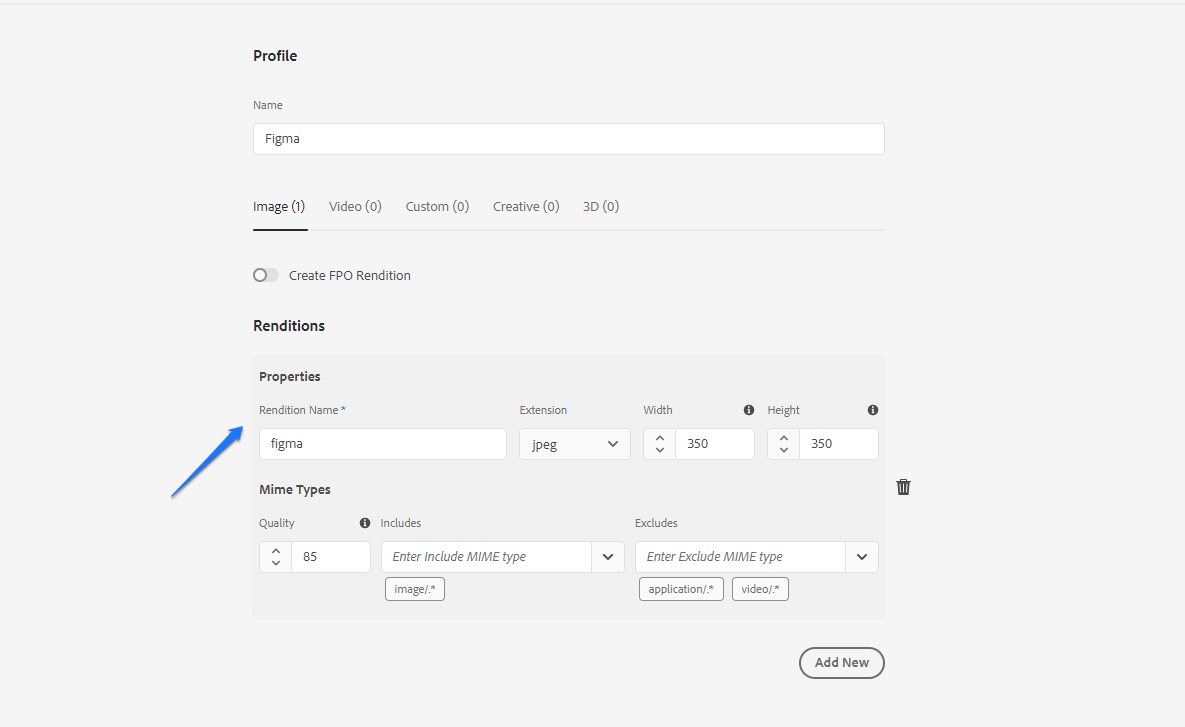 Profile
Name
Figma
Image (1) Video (0) Custom (0) Creative (0) 3D (0)
Create FPO Rendition
Renditions
Properties
Rendition Name * Extension Width Height
figma jpeg 350 350
Mime Types
Quality Includes Excludes
85 Enter Include MIME type Enter Exclude MIME type
image/.* application/.* video/.*
Add New